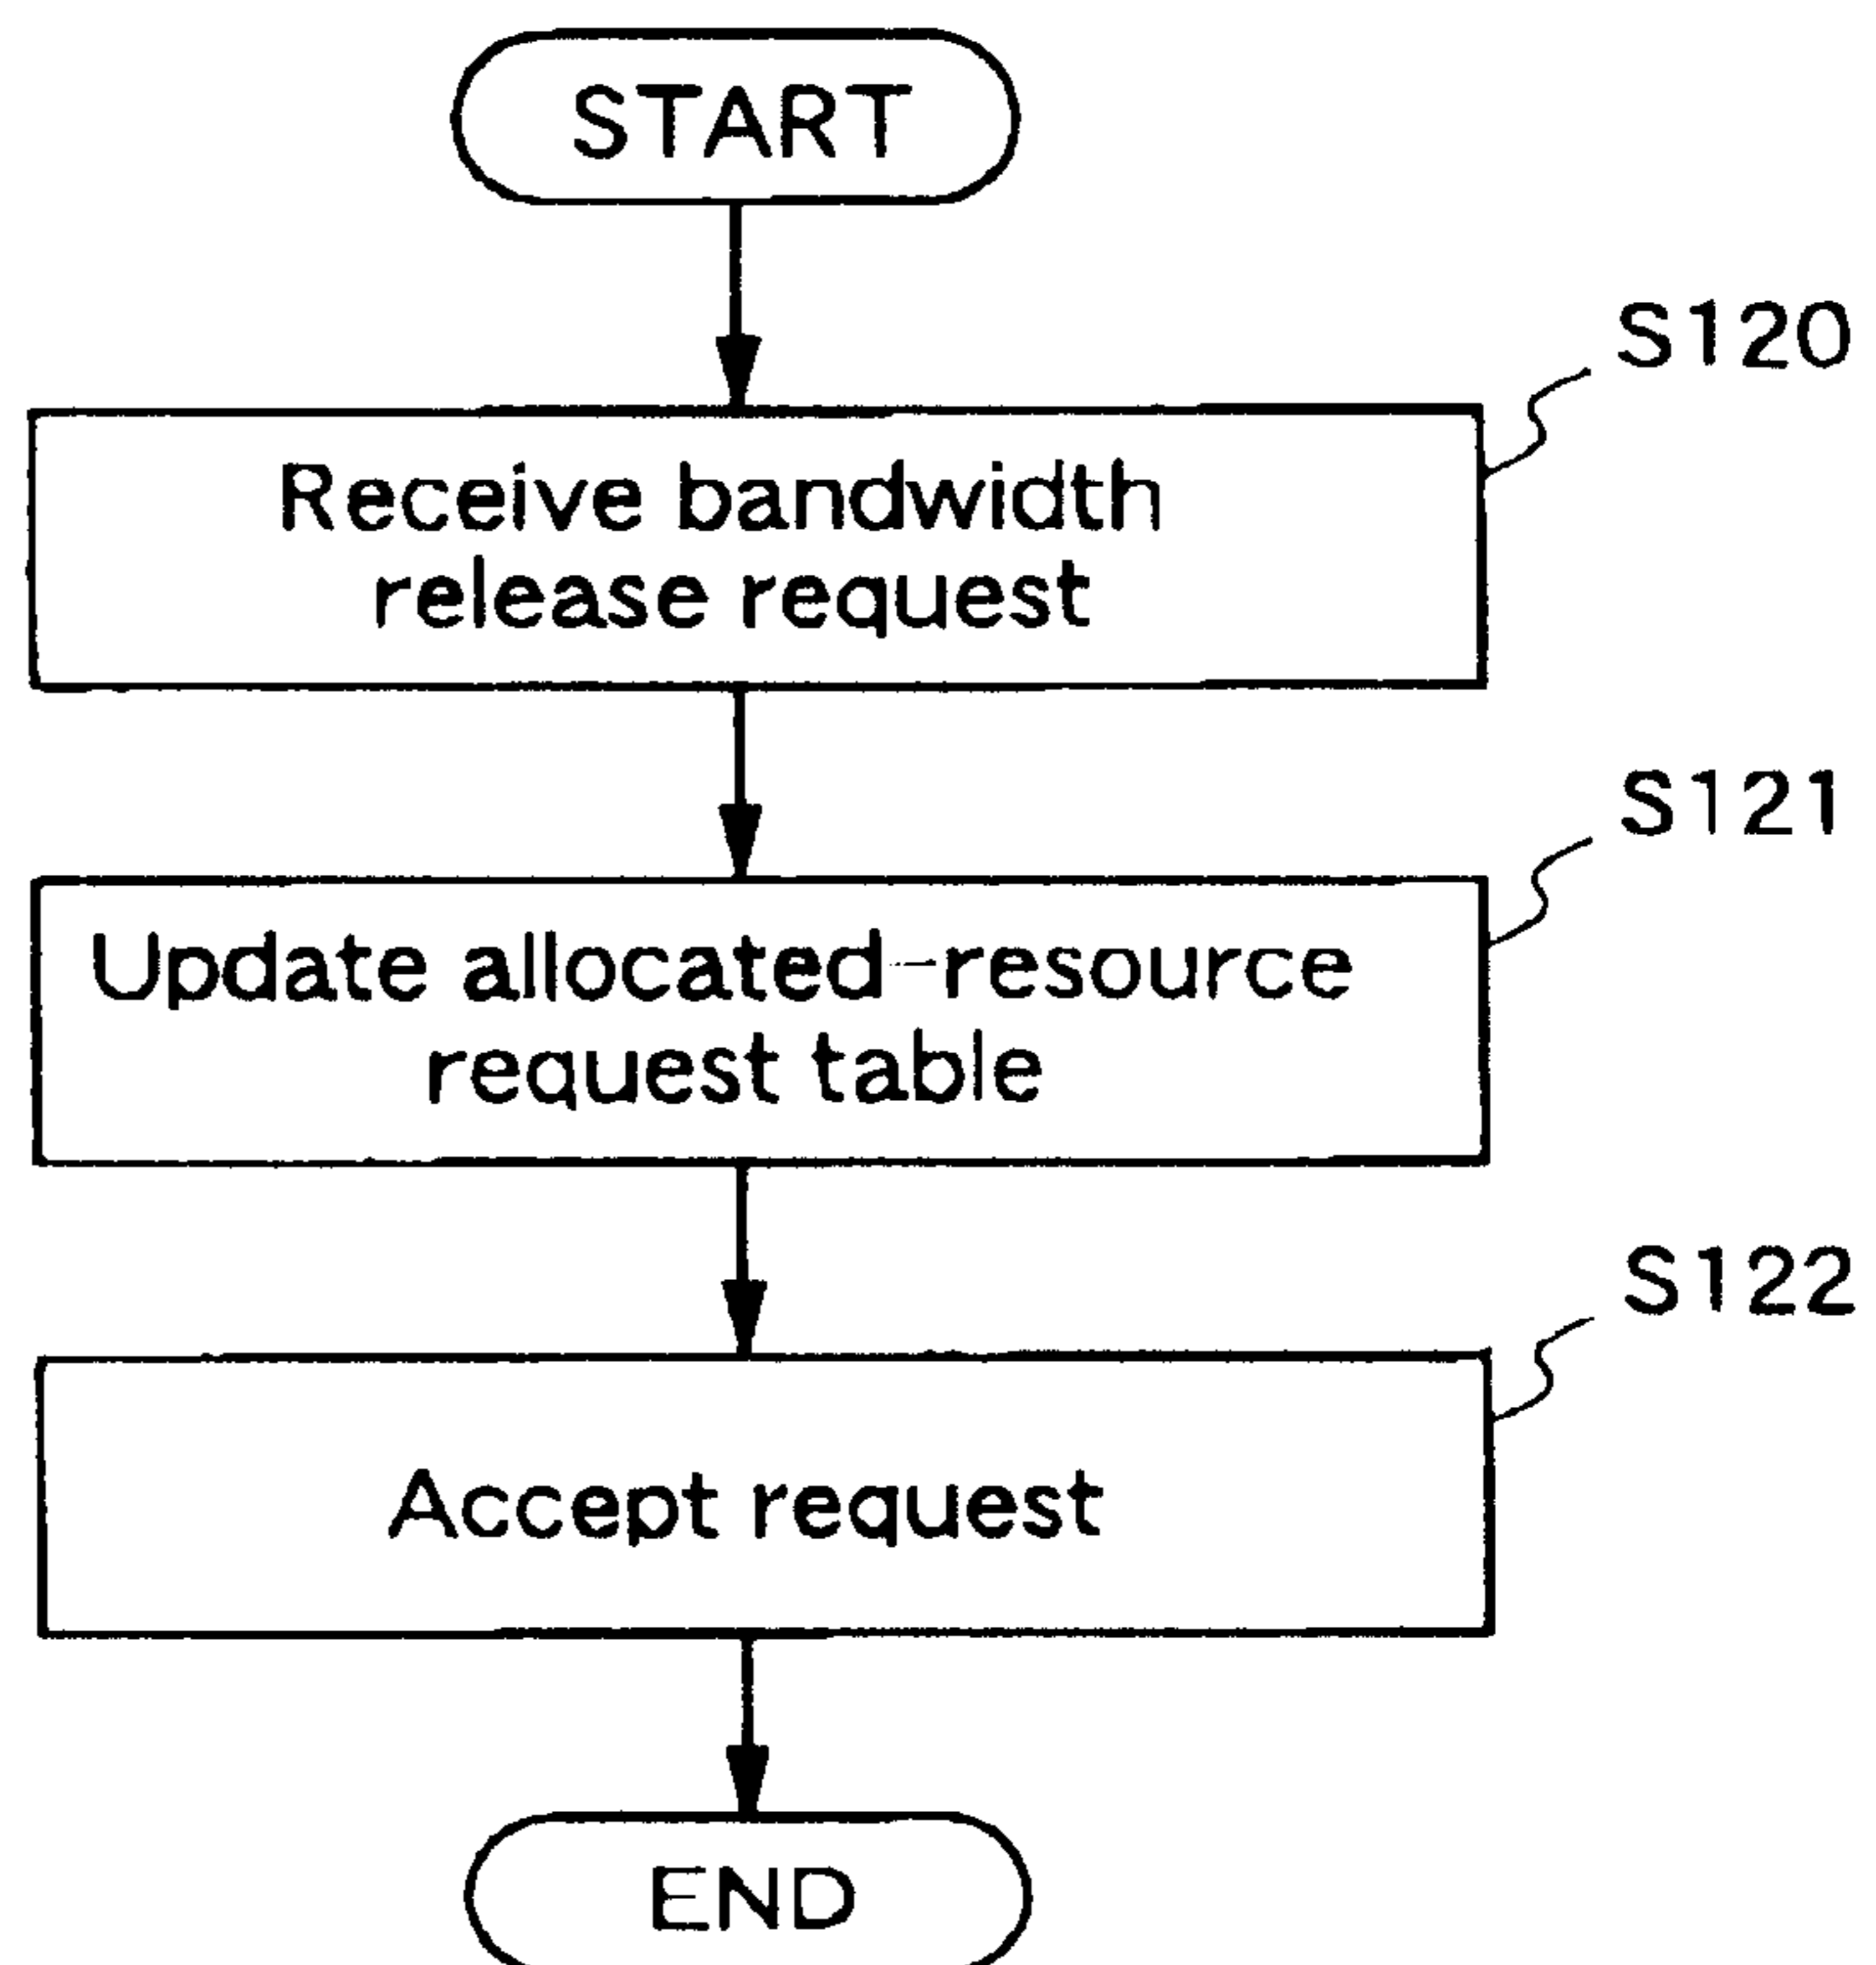 START
S120
Receive bandwidth
release request
S121
Update allocated-resource
request table
S122
Accept request
END